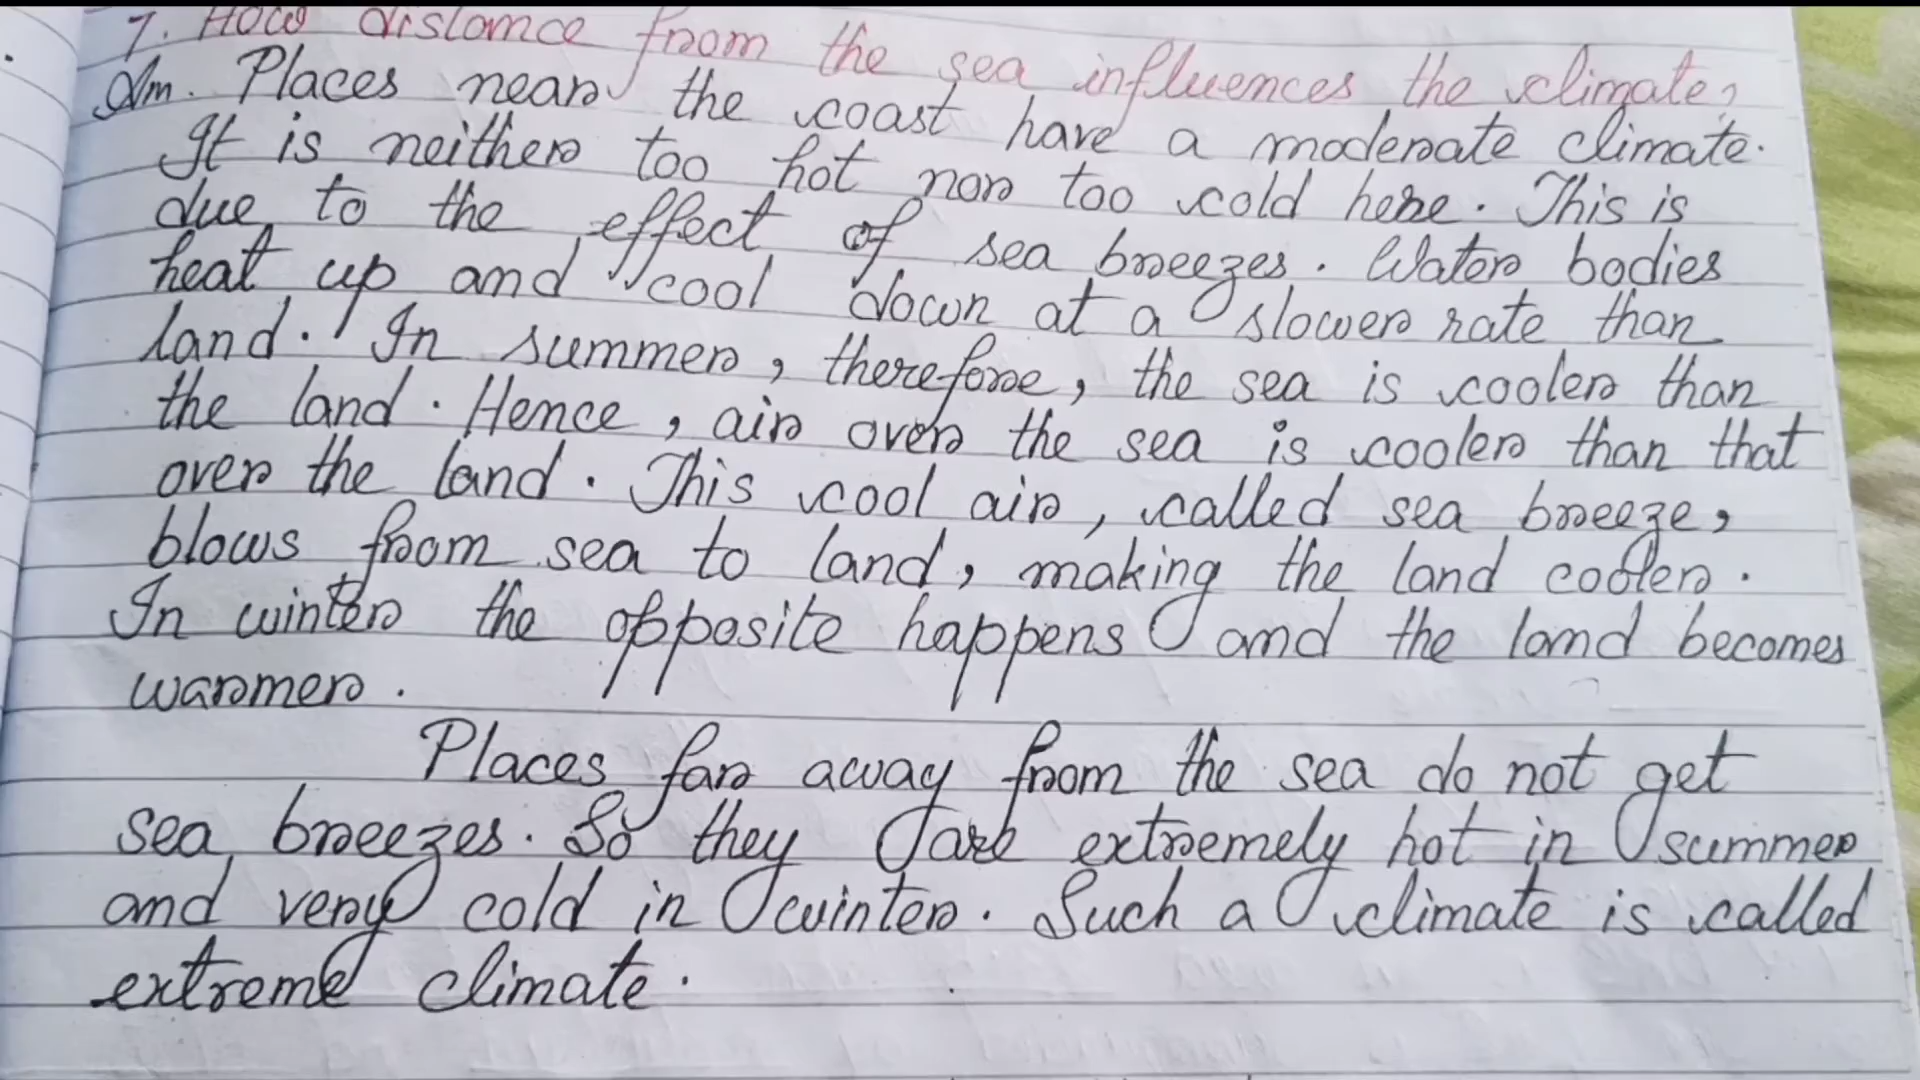 7. How distance from the sea influences the climate?
Ans. Places near the coast have a moderate climate.
It is neither too hot nor too cold here. This is
due to the effect of sea breezes. Water bodies
heat up and cool down at a slower rate than
land. In summer, therefore, the sea is cooler than
the land. Hence, air over the sea is cooler than that
over the land. This cool air, called sea breeze,
blows from sea to land, making the land cooler.
In winter the opposite happens and the land becomes
warmer.
Places far away from the sea do not get
sea breezes. So they are extremely hot in summer
and very cold in winter. Such a climate is called
extreme climate.